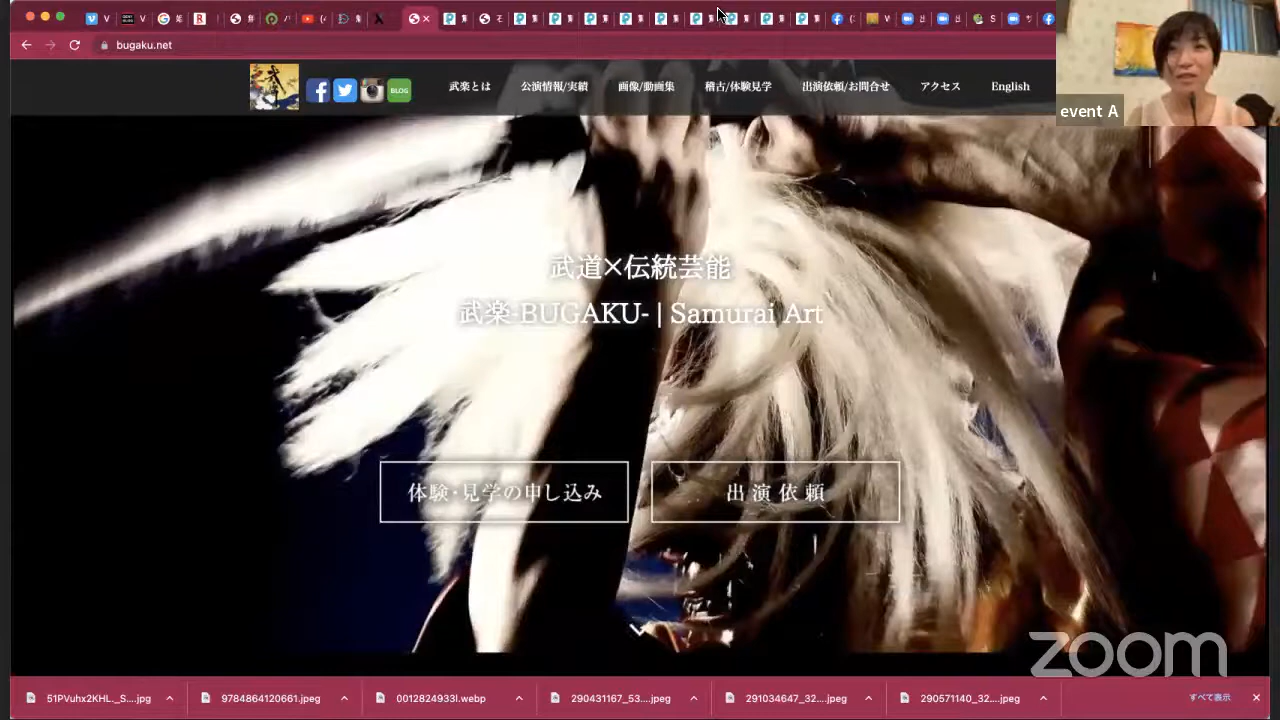 bugaku.net
BLOG
武楽とは
公演情報/実績
画像/動画集
稽古/体験見学
出演依頼/お問合せ
アクセス
English
event A
武道×伝統芸能
武楽-BUGAKU- | Samurai Art
体験・見学の申し込み
出演依頼
zoom
51PVuhx2KHL._S....jpg
9784864120661.jpeg
0012824933l.webp
290431167_53....jpeg
291034647_32....jpeg
290571140_32....jpeg
すべて表示